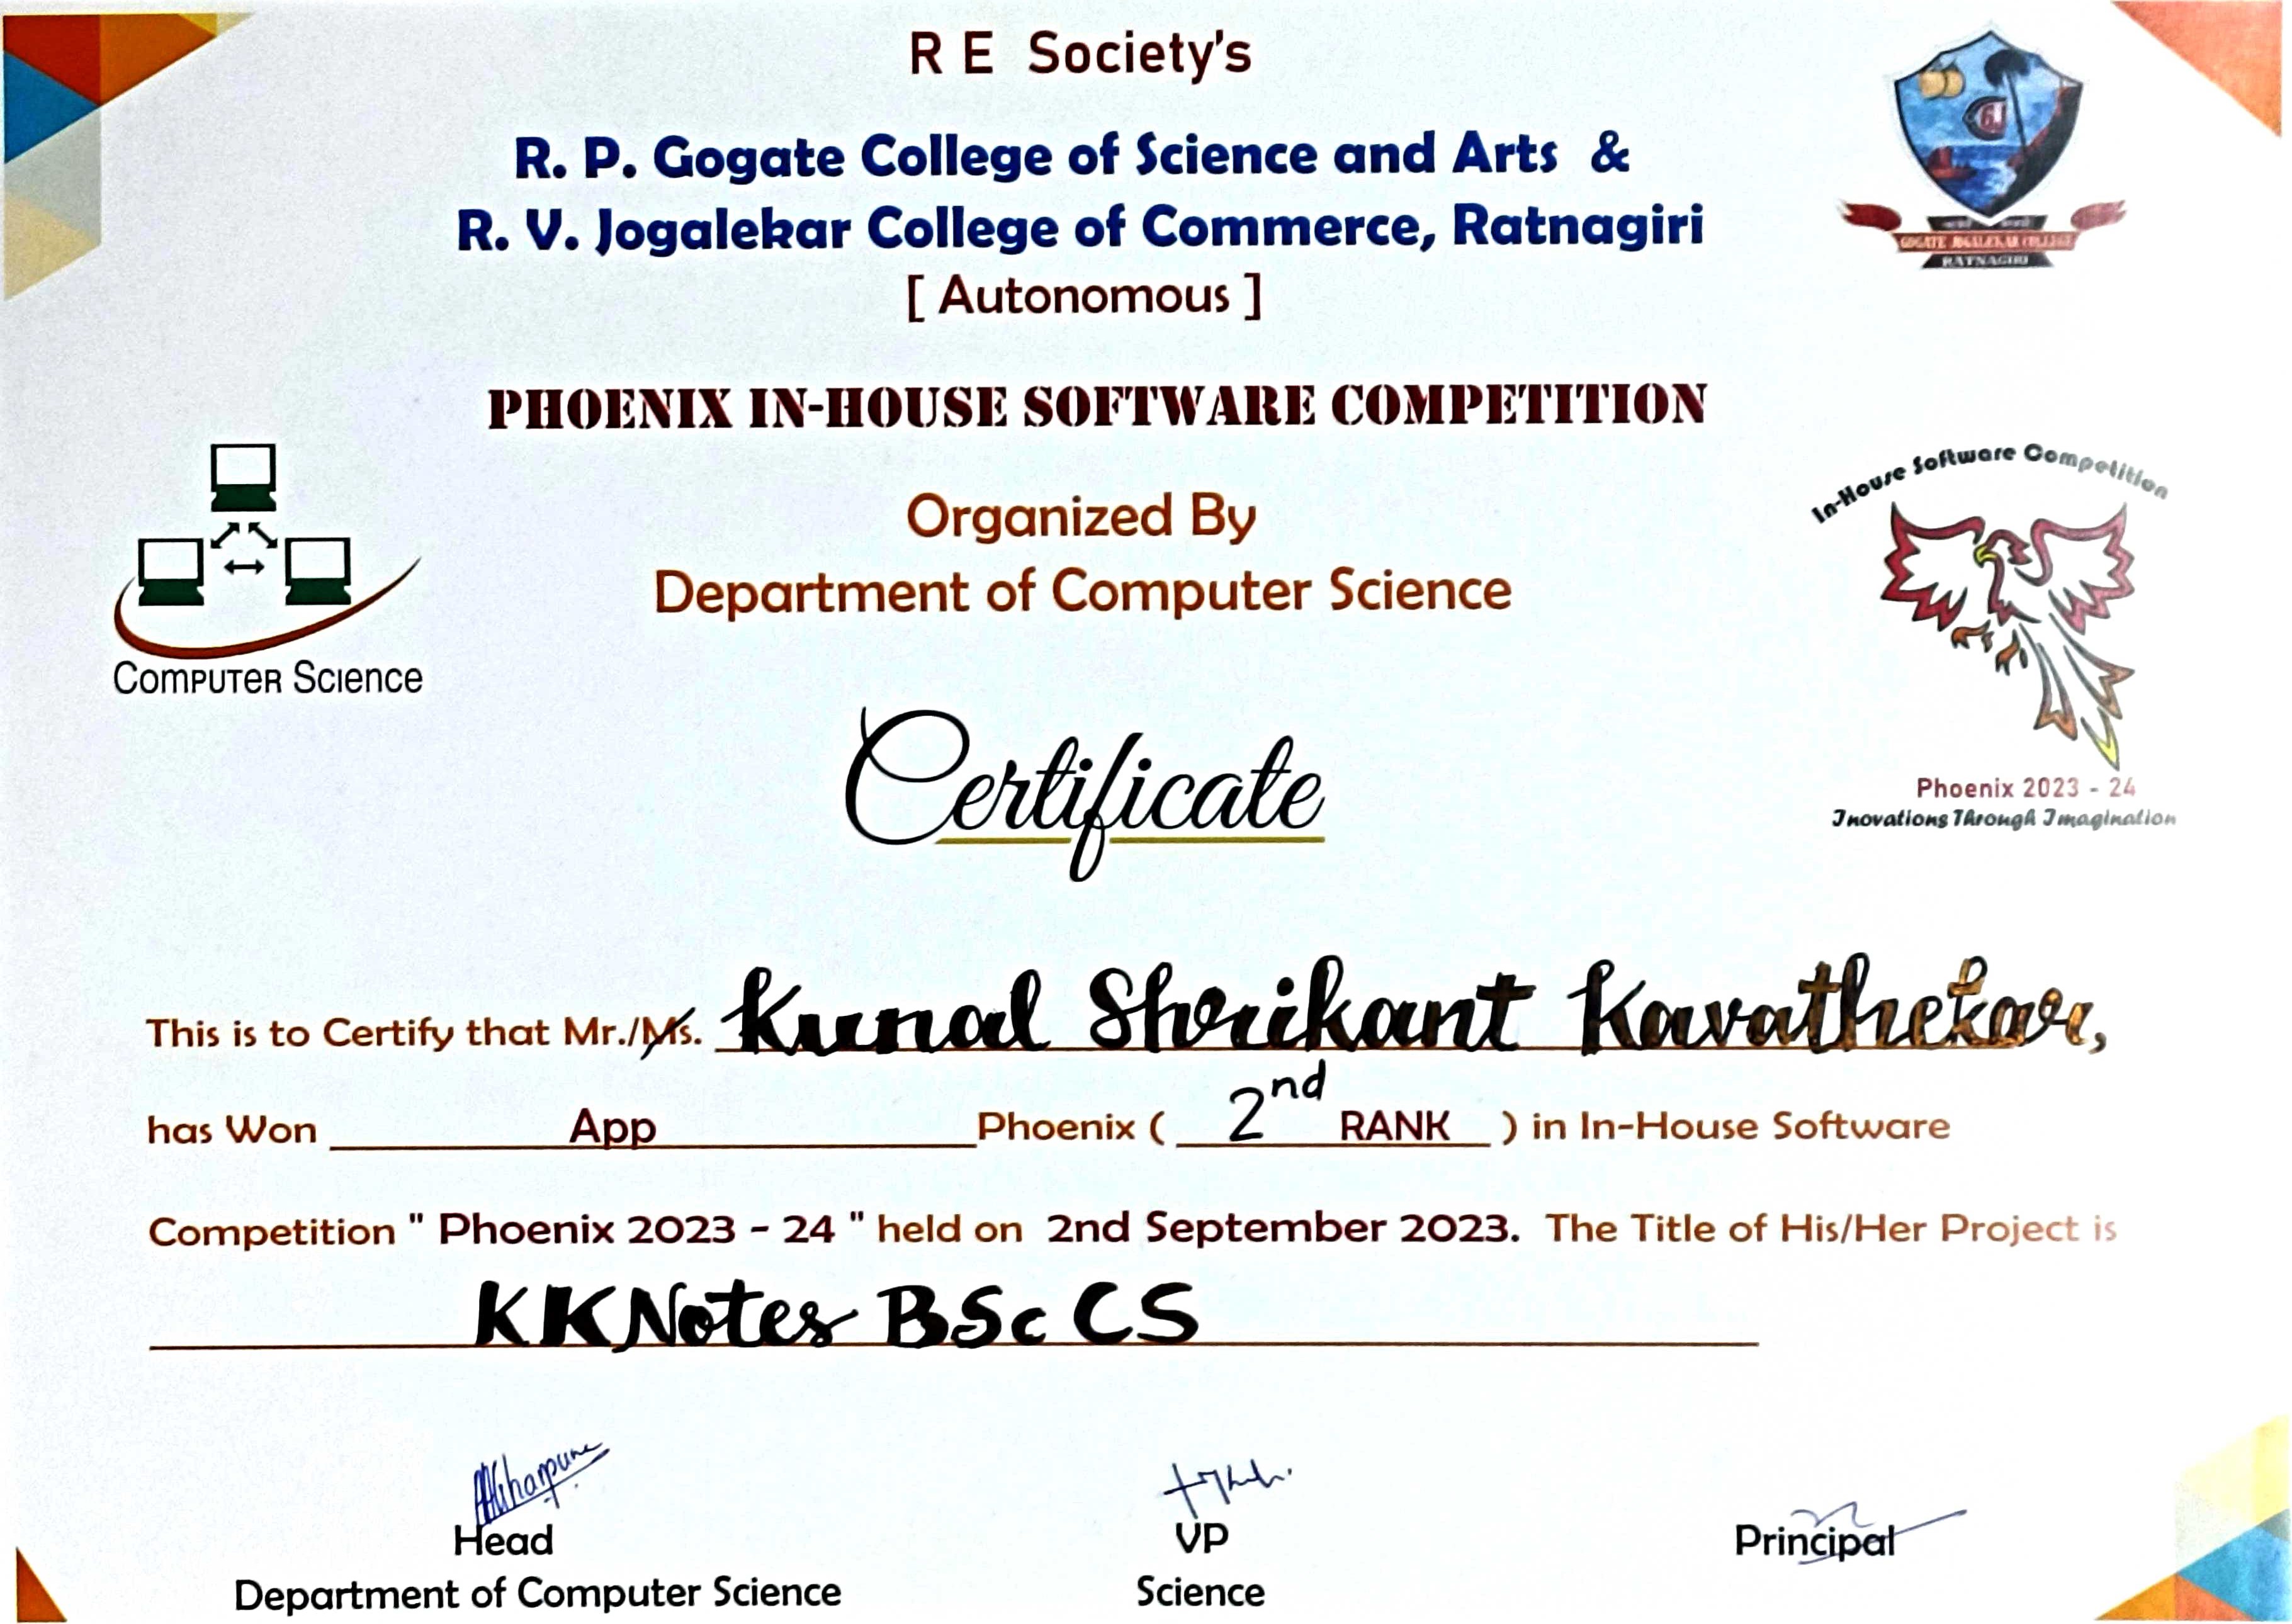 R E Society's
R. P. Gogate College of Science and Arts &
R. V. Jogalekar College of Commerce, Ratnagiri
[ Autonomous ]
GJ
GOGATE JOGALEKAR COLLEGE
RATNAGIRI
PHOENIX IN-HOUSE SOFTWARE COMPETITION
Organized By
Department of Computer Science
Computer Science
In-House Software Competition
Phoenix 2023 - 24
Inovations Through Imagination
Certificate
This is to Certify that Mr./Ms. Kunal Shrikant Kavathekar,
has Won App Phoenix ( 2nd RANK ) in In-House Software
Competition " Phoenix 2023 - 24 " held on 2nd September 2023. The Title of His/Her Project is
KKNotes BSc CS
Head
Department of Computer Science
VP
Science
Principal